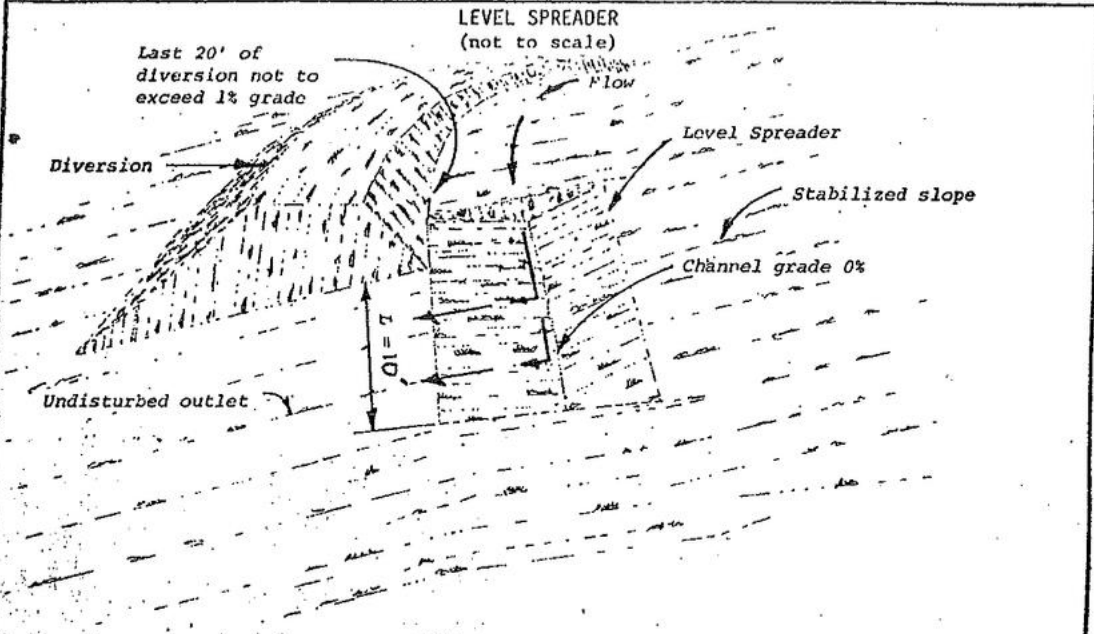 LEVEL SPREADER
(not to scale)
Last 20' of
diversion not to
exceed 1% grade
Flow
Level Spreader
Diversion
Stabilized slope
Channel grade 0%
L = 10'
Undisturbed outlet